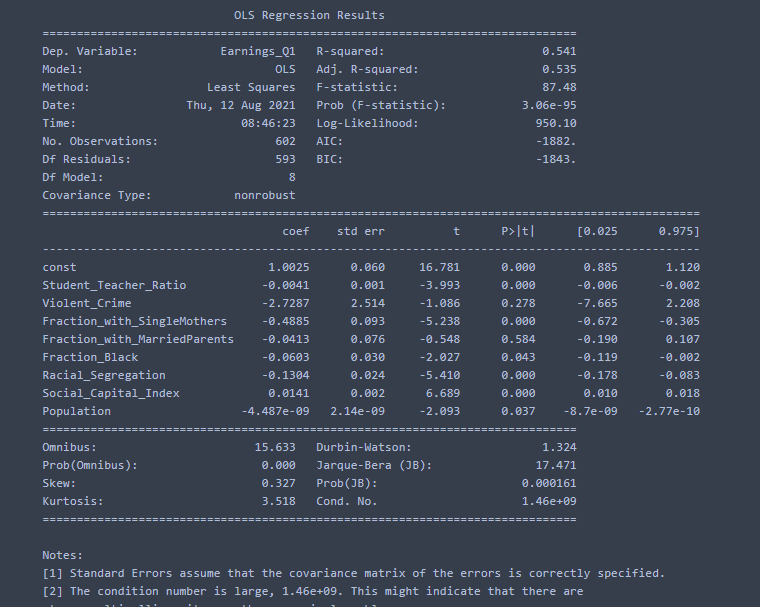 OLS Regression Results
==============================================================================
Dep. Variable:            Earnings_Q1   R-squared:                       0.541
Model:                            OLS   Adj. R-squared:                  0.535
Method:                 Least Squares   F-statistic:                     87.48
Date:                Thu, 12 Aug 2021   Prob (F-statistic):           3.06e-95
Time:                        08:46:23   Log-Likelihood:                 950.10
No. Observations:                 602   AIC:                            -1882.
Df Residuals:                     593   BIC:                            -1843.
Df Model:                           8
Covariance Type:            nonrobust
================================================================================================
                                   coef    std err          t      P>|t|      [0.025      0.975]
------------------------------------------------------------------------------------------------
const                            1.0025      0.060     16.781      0.000       0.885       1.120
Student_Teacher_Ratio           -0.0041      0.001     -3.993      0.000      -0.006      -0.002
Violent_Crime                   -2.7287      2.514     -1.086      0.278      -7.665       2.208
Fraction_with_SingleMothers     -0.4885      0.093     -5.238      0.000      -0.672      -0.305
Fraction_with_MarriedParents    -0.0413      0.076     -0.548      0.584      -0.190       0.107
Fraction_Black                  -0.0603      0.030     -2.027      0.043      -0.119      -0.002
Racial_Segregation              -0.1304      0.024     -5.410      0.000      -0.178      -0.083
Social_Capital_Index             0.0141      0.002      6.689      0.000       0.010       0.018
Population                   -4.487e-09   2.14e-09     -2.093      0.037    -8.7e-09   -2.77e-10
==============================================================================
Omnibus:                       15.633   Durbin-Watson:                   1.324
Prob(Omnibus):                  0.000   Jarque-Bera (JB):               17.471
Skew:                           0.327   Prob(JB):                     0.000161
Kurtosis:                       3.518   Cond. No.                     1.46e+09
==============================================================================

Notes:
[1] Standard Errors assume that the covariance matrix of the errors is correctly specified.
[2] The condition number is large, 1.46e+09. This might indicate that there are